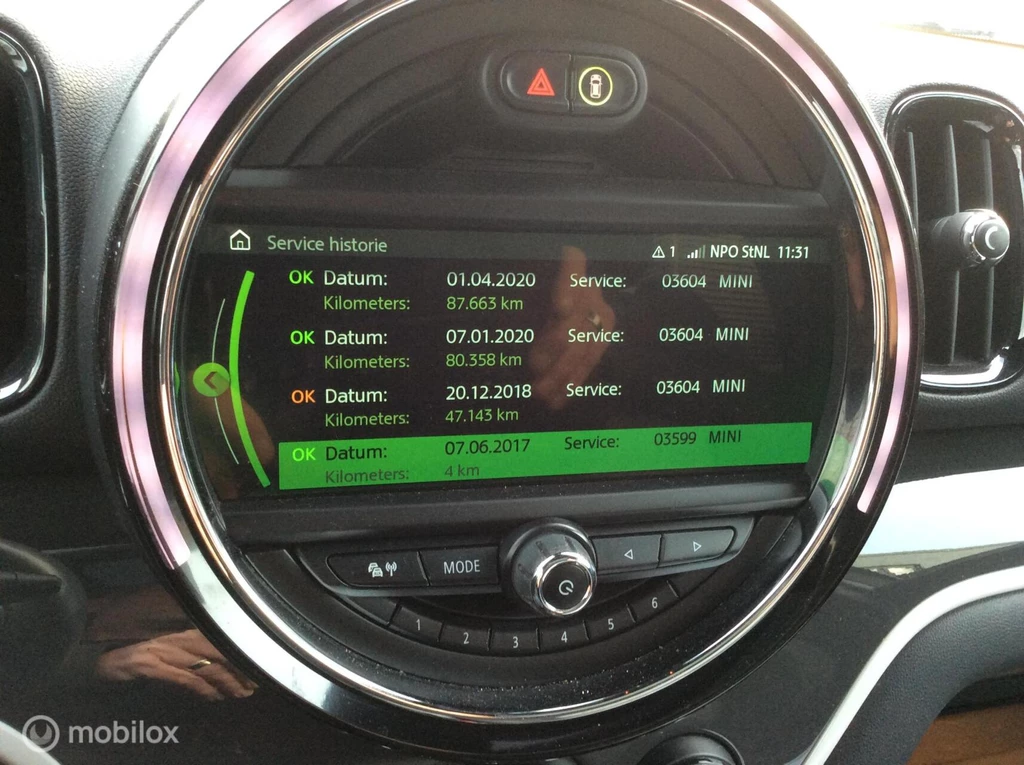 Service historie 1 NPO StNL 11:31
OK Datum: 01.04.2020 Service: 03604 MINI
Kilometers: 87.663 km
OK Datum: 07.01.2020 Service: 03604 MINI
Kilometers: 80.358 km
OK Datum: 20.12.2018 Service: 03604 MINI
Kilometers: 47.143 km
OK Datum: 07.06.2017 Service: 03599 MINI
Kilometers: 4 km
MODE
1 2 3 4 5 6
mobilox